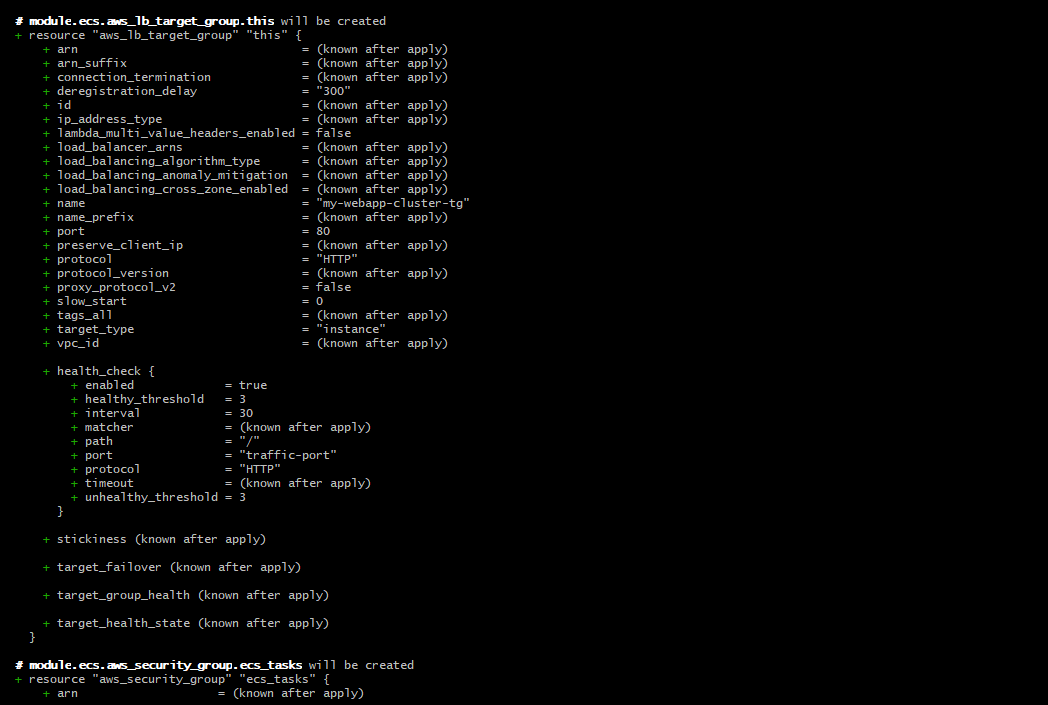 # module.ecs.aws_lb_target_group.this will be created
+ resource "aws_lb_target_group" "this" {
+ arn = (known after apply)
+ arn_suffix = (known after apply)
+ connection_termination = (known after apply)
+ deregistration_delay = "300"
+ id = (known after apply)
+ ip_address_type = (known after apply)
+ lambda_multi_value_headers_enabled = false
+ load_balancer_arns = (known after apply)
+ load_balancing_algorithm_type = (known after apply)
+ load_balancing_anomaly_mitigation = (known after apply)
+ load_balancing_cross_zone_enabled = (known after apply)
+ name = "my-webapp-cluster-tg"
+ name_prefix = (known after apply)
+ port = 80
+ preserve_client_ip = (known after apply)
+ protocol = "HTTP"
+ protocol_version = (known after apply)
+ proxy_protocol_v2 = false
+ slow_start = 0
+ tags_all = (known after apply)
+ target_type = "instance"
+ vpc_id = (known after apply)
+ health_check {
+ enabled = true
+ healthy_threshold = 3
+ interval = 30
+ matcher = (known after apply)
+ path = "/"
+ port = "traffic-port"
+ protocol = "HTTP"
+ timeout = (known after apply)
+ unhealthy_threshold = 3
}
+ stickiness (known after apply)
+ target_failover (known after apply)
+ target_group_health (known after apply)
+ target_health_state (known after apply)
}
# module.ecs.aws_security_group.ecs_tasks will be created
+ resource "aws_security_group" "ecs_tasks" {
+ arn = (known after apply)